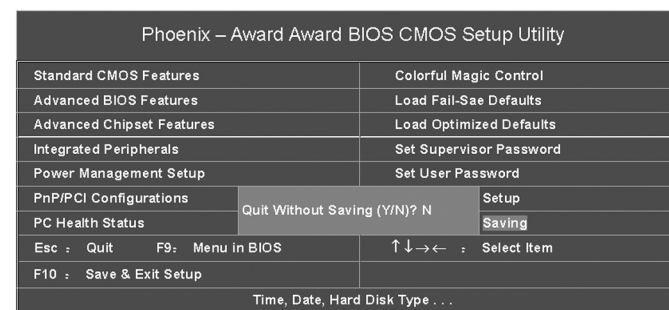 Phoenix – Award Award BIOS CMOS Setup Utility
Standard CMOS Features Colorful Magic Control
Advanced BIOS Features Load Fail-Sae Defaults
Advanced Chipset Features Load Optimized Defaults
Integrated Peripherals Set Supervisor Password
Power Management Setup Set User Password
PnP/PCI Configurations Setup
Quit Without Saving (Y/N)? N
PC Health Status Saving
Esc : Quit F9: Menu in BIOS ↑↓→← : Select Item
F10 : Save & Exit Setup
Time, Date, Hard Disk Type . . .